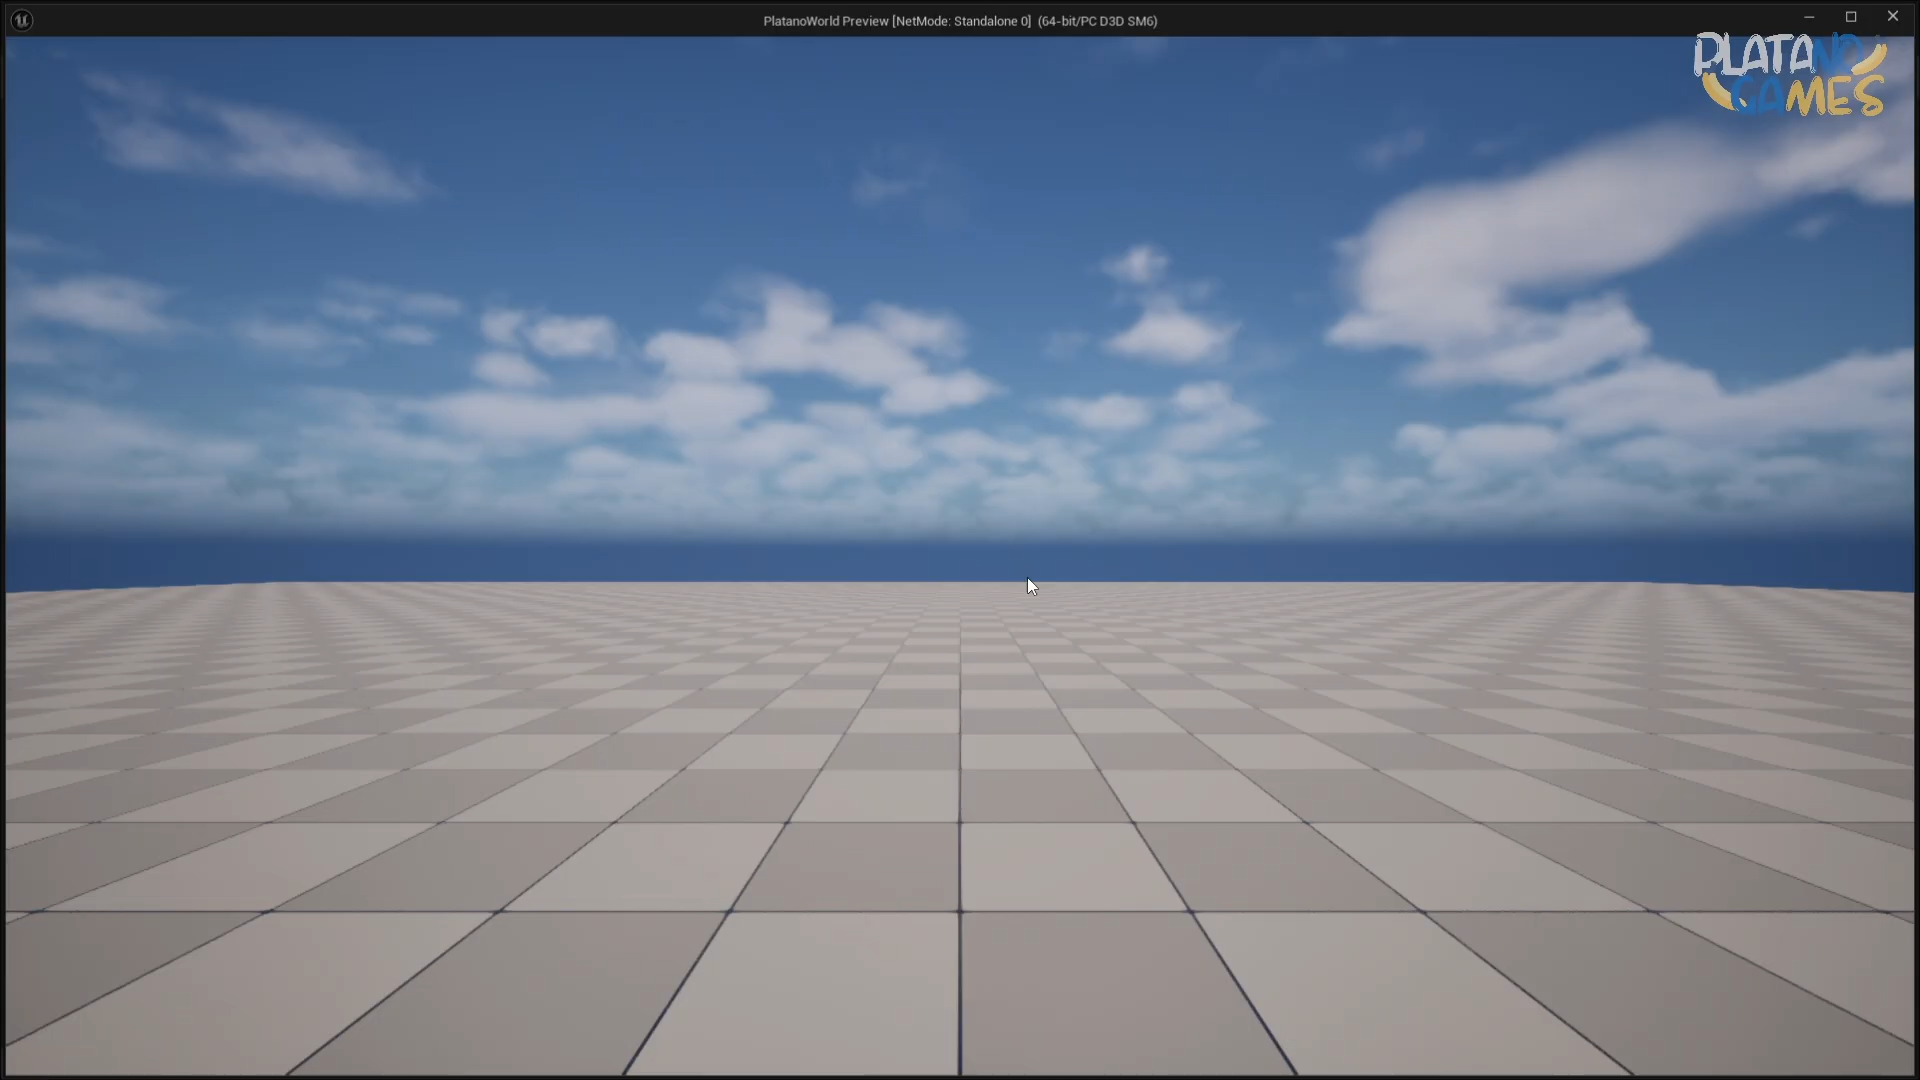 PlatanoWorld Preview [NetMode: Standalone 0] (64-bit/PC D3D SM6)
PLATANO
GAMES